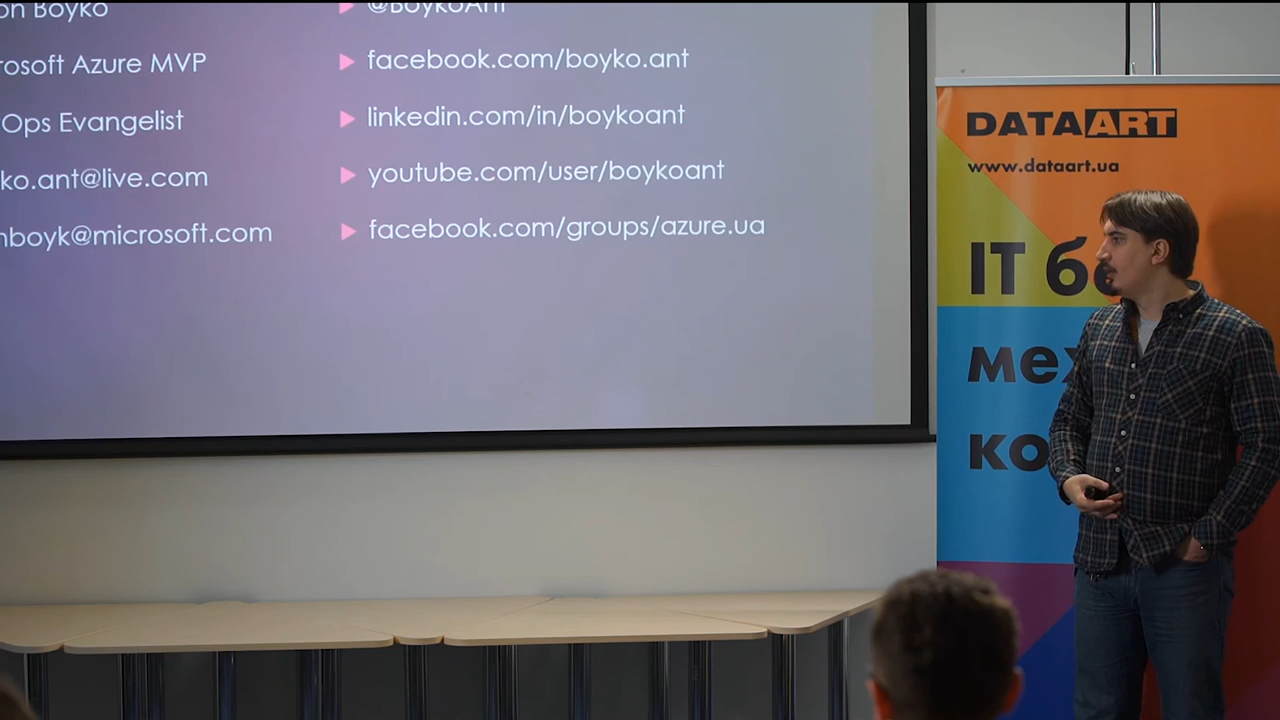 on Boyko
rosoft Azure MVP
Ops Evangelist
ko.ant@live.com
nboyk@microsoft.com
@BoykoAnt
facebook.com/boyko.ant
linkedin.com/in/boykoant
youtube.com/user/boykoant
facebook.com/groups/azure.ua
DATAART
www.dataart.ua
IT бе
мех
ко